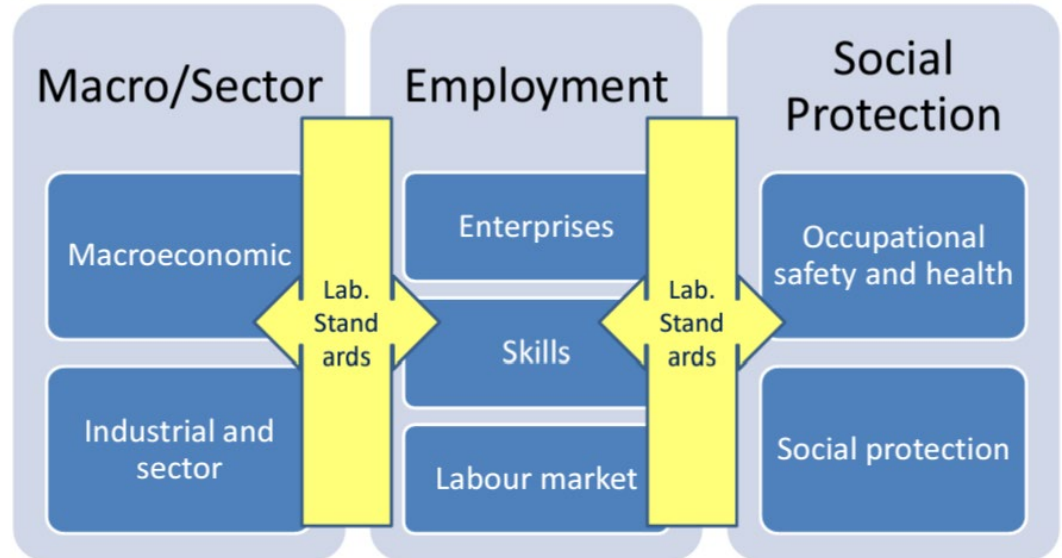 Macro/Sector
Macroeconomic
Industrial and
sector
Lab.
Stand
ards
Employment
Enterprises
Skills
Labour market
Lab.
Stand
ards
Social
Protection
Occupational
safety and health
Social protection